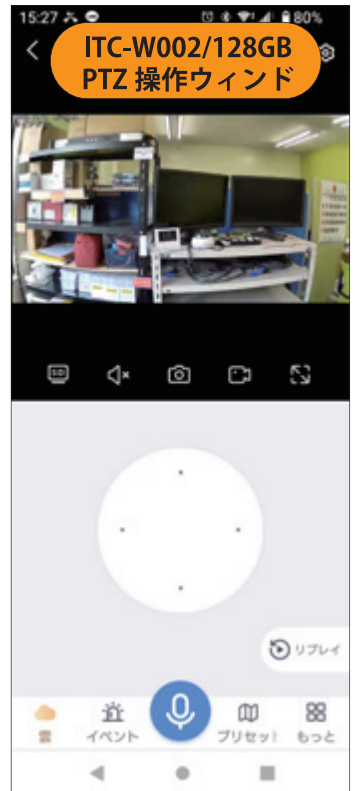 15:27
80%
ITC-W002/128GB
PTZ 操作ウィンド
SD
リプレイ
雲
イベント
プリセット
もっと